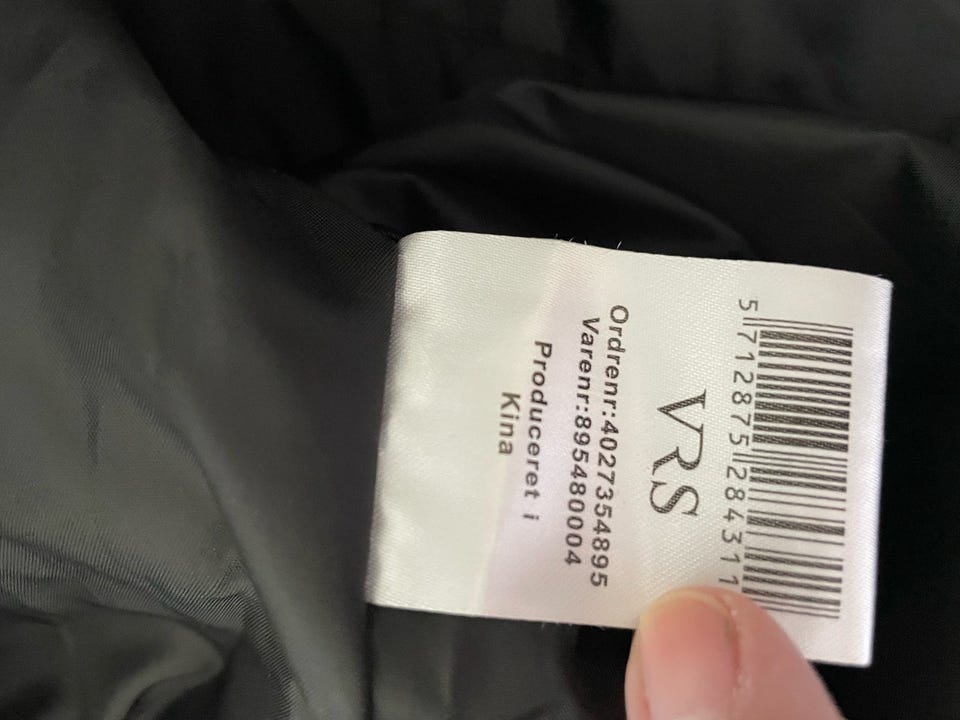 5712875284311
VRS
Ordrenr:4027354895
Varenr:895480004
Produceret i
Kina